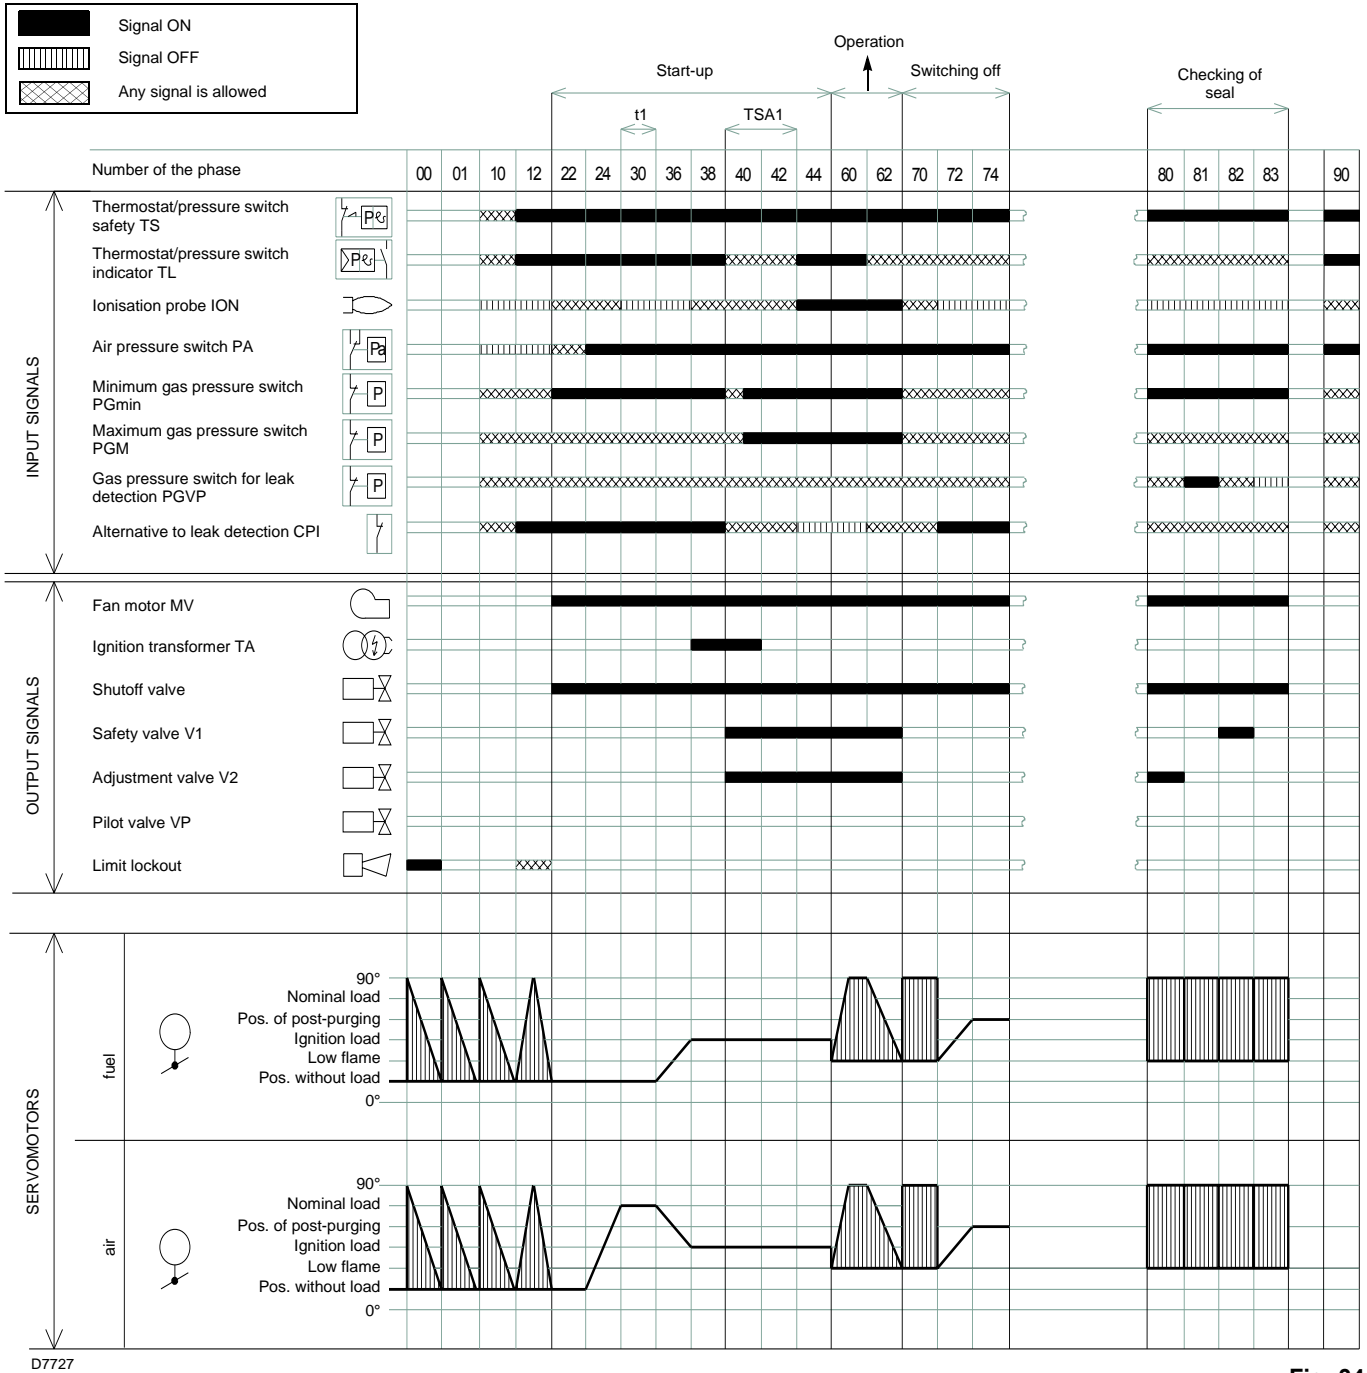 Signal ON
Signal OFF
Any signal is allowed
Operation
Start-up
Switching off
Checking of
seal
t1
TSA1
Number of the phase
00 01 10 12 22 24 30 36 38 40 42 44 60 62 70 72 74 80 81 82 83 90
INPUT SIGNALS
Thermostat/pressure switch
safety TS
P
Thermostat/pressure switch
indicator TL
P
Ionisation probe ION
Air pressure switch PA
Pa
Minimum gas pressure switch
PGmin
P
Maximum gas pressure switch
PGM
P
Gas pressure switch for leak
detection PGVP
P
Alternative to leak detection CPI
OUTPUT SIGNALS
Fan motor MV
Ignition transformer TA
Shutoff valve
Safety valve V1
Adjustment valve V2
Pilot valve VP
Limit lockout
SERVOMOTORS
fuel
90°
Nominal load
Pos. of post-purging
Ignition load
Low flame
Pos. without load
0°
air
90°
Nominal load
Pos. of post-purging
Ignition load
Low flame
Pos. without load
0°
D7727